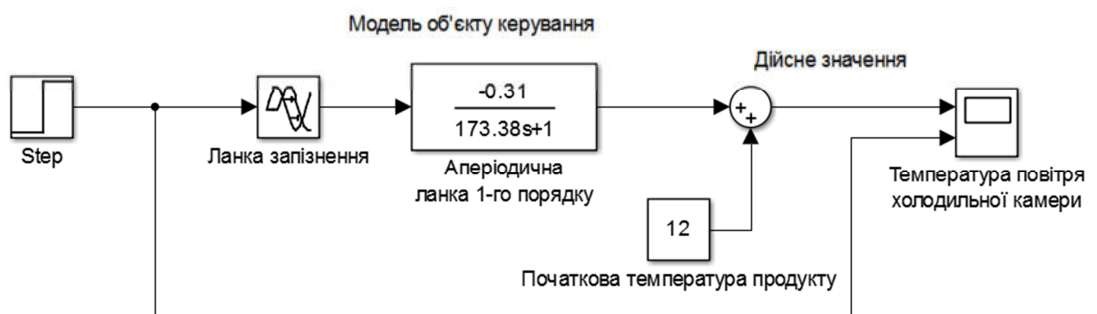 Модель об'єкту керування
Дійсне значення
-0.31
173.38s+1
Step
Ланка запізнення
Аперіодична
ланка 1-го порядку
+
+
12
Початкова температура продукту
Температура повітря
холодильної камери